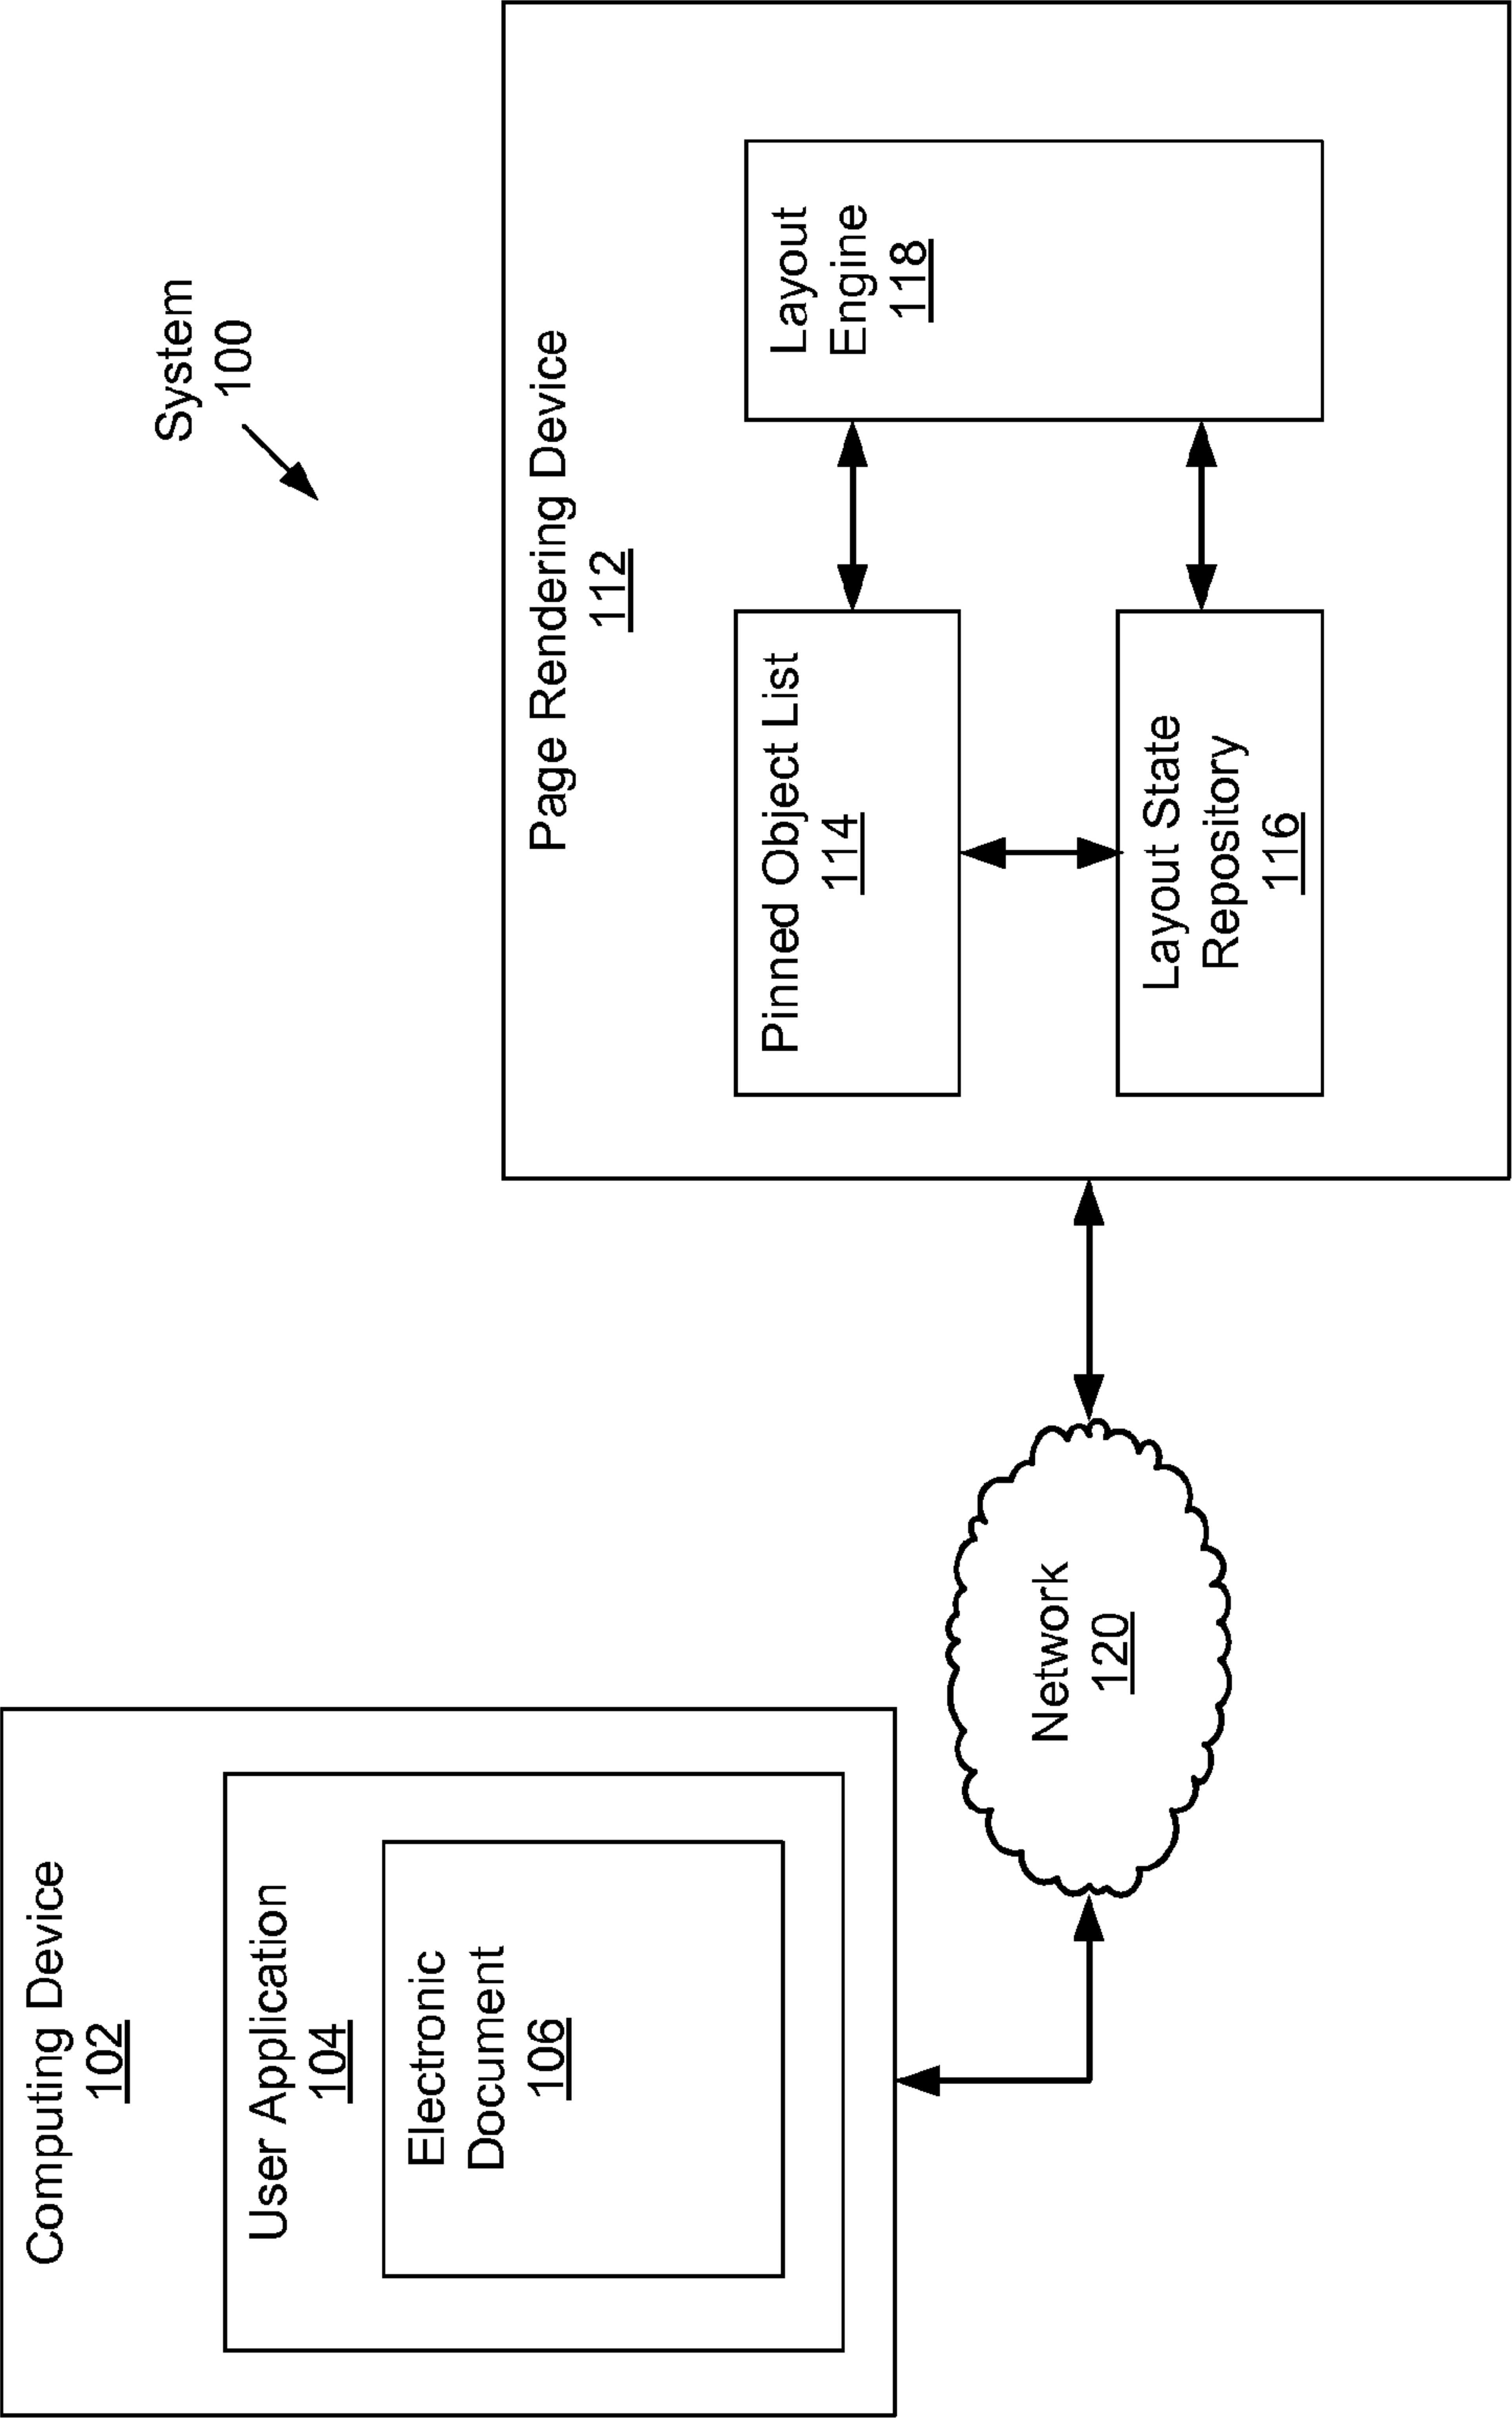 System
100
Computing Device
102
User Application
104
Electronic
Document
106
Network
120
Page Rendering Device
112
Pinned Object List
114
Layout State
Repository
116
Layout
Engine
118